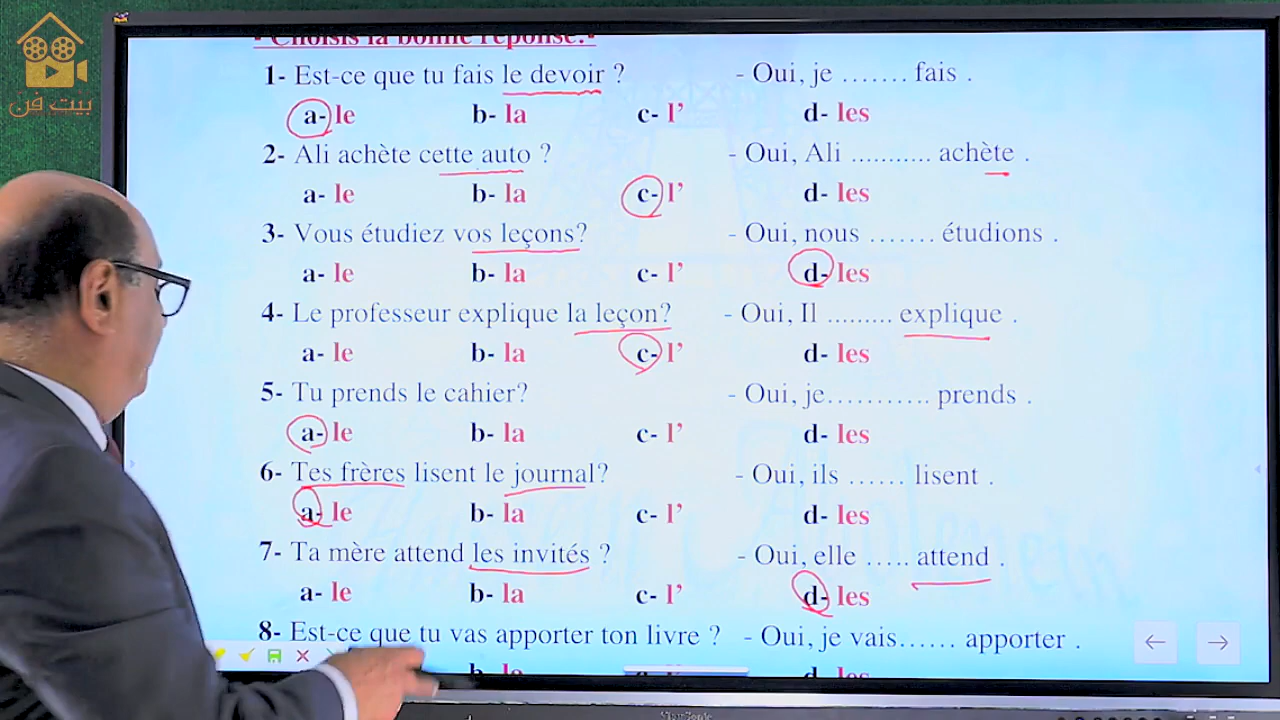 بيت فن
- Choisis la bonne réponse:-
1- Est-ce que tu fais le devoir ? - Oui, je ....... fais .
a- le b- la c- l’ d- les
2- Ali achète cette auto ? - Oui, Ali ........... achète .
a- le b- la c- l’ d- les
3- Vous étudiez vos leçons? - Oui, nous ....... étudions .
a- le b- la c- l’ d- les
4- Le professeur explique la leçon? - Oui, Il ......... explique .
a- le b- la c- l’ d- les
5- Tu prends le cahier? - Oui, je........... prends .
a- le b- la c- l’ d- les
6- Tes frères lisent le journal? - Oui, ils ...... lisent .
a- le b- la c- l’ d- les
7- Ta mère attend les invités ? - Oui, elle ..... attend .
a- le b- la c- l’ d- les
8- Est-ce que tu vas apporter ton livre ? - Oui, je vais...... apporter .